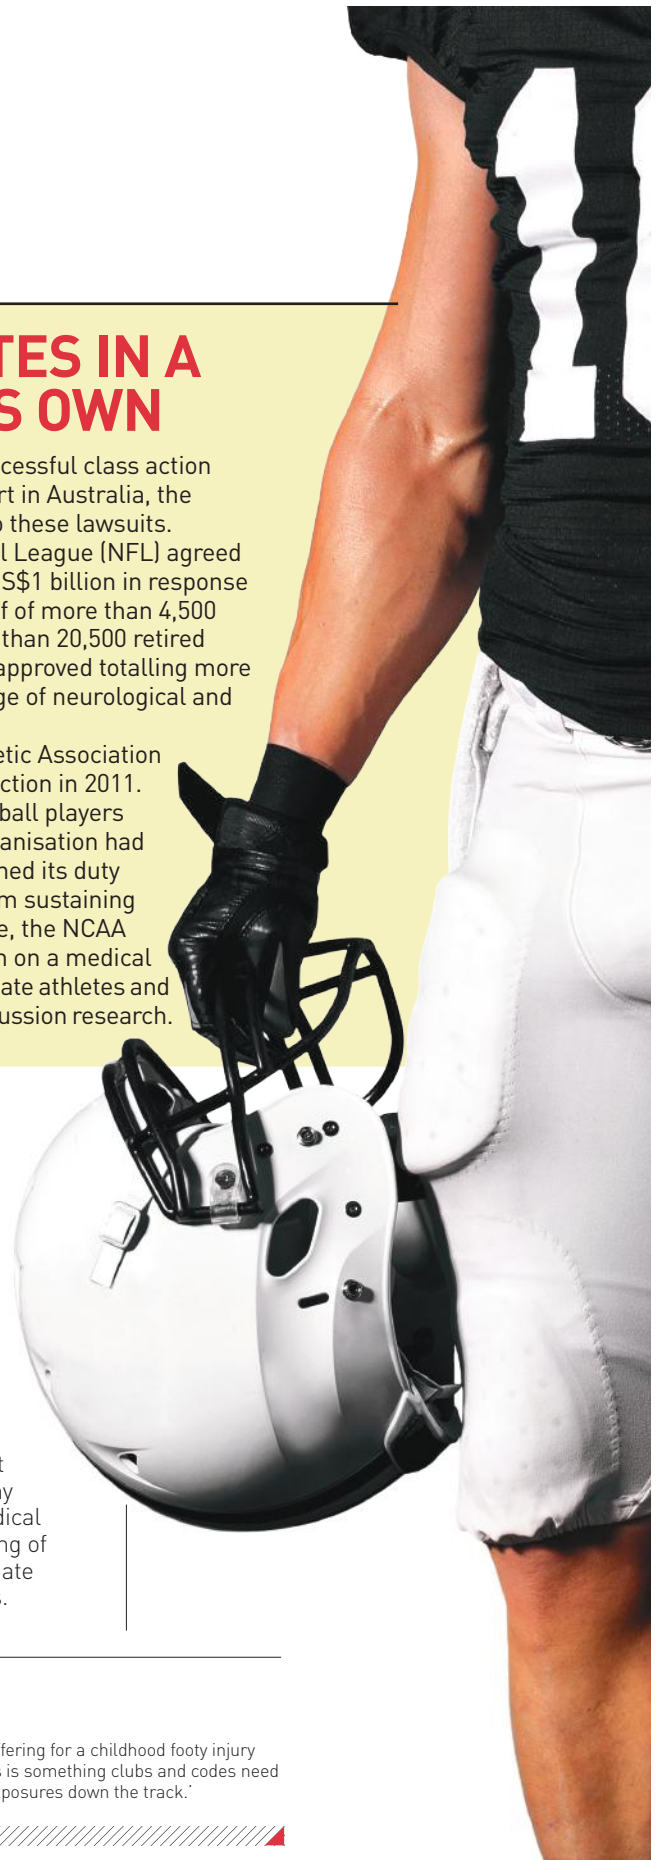 TES IN A
S OWN
cessful class action
rt in Australia, the
o these lawsuits.
l League (NFL) agreed
S$1 billion in response
f of more than 4,500
than 20,500 retired
approved totalling more
ge of neurological and
etic Association
ction in 2011.
ball players
anisation had
ned its duty
m sustaining
e, the NCAA
n on a medical
ate athletes and
ussion research.
t
ny
dical
ng of
ate
s.
fering for a childhood footy injury
s is something clubs and codes need
posures down the track.'